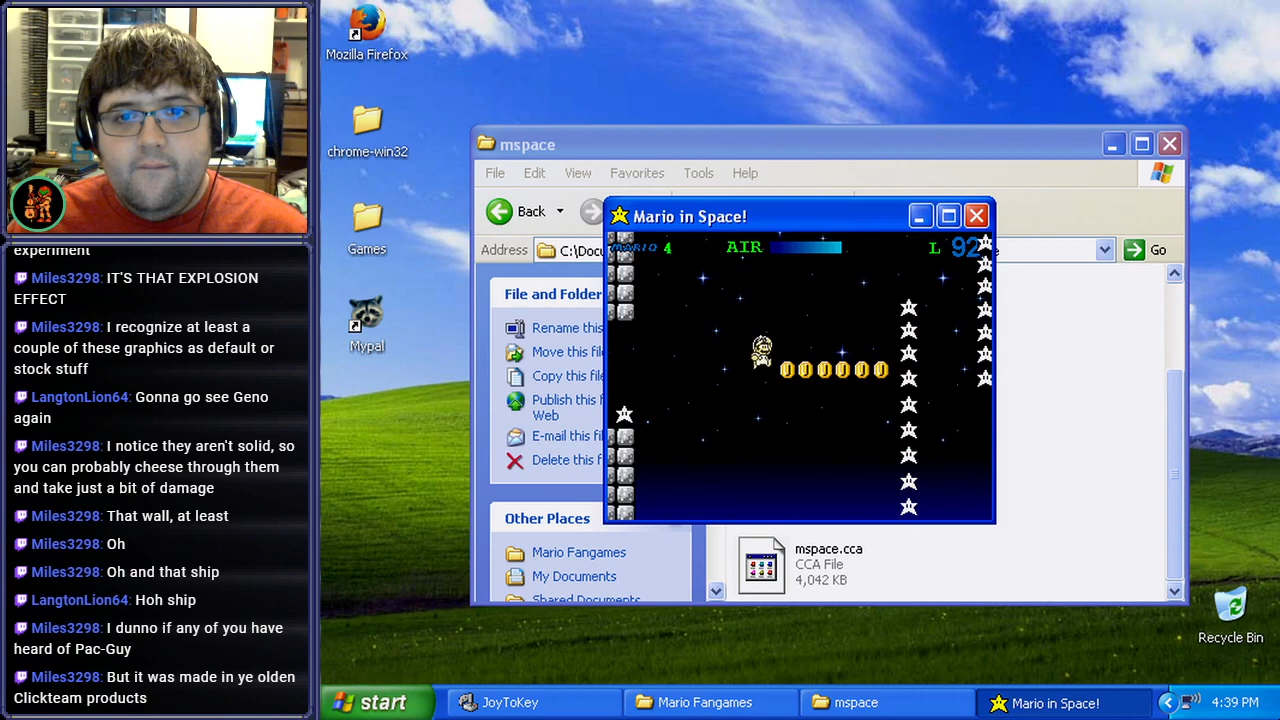 experiment
Miles3298: IT'S THAT EXPLOSION
EFFECT
Miles3298: I recognize at least a
couple of these graphics as default or
stock stuff
LangtonLion64: Gonna go see Geno
again
Miles3298: I notice they aren't solid, so
you can probably cheese through them
and take just a bit of damage
Miles3298: That wall, at least
Miles3298: Oh
Miles3298: Oh and that ship
LangtonLion64: Hoh ship
Miles3298: I dunno if any of you have
heard of Pac-Guy
Miles3298: But it was made in ye olden
Clickteam products
Mozilla Firefox
chrome-win32
Games
Mypal
mspace
File Edit View Favorites Tools Help
Back
Address C:\Docu
Go
File and Folder
Rename this
Move this file
Copy this file
Publish this f
Web
E-mail this fil
Delete this f
Other Places
Mario Fangames
My Documents
Shared Documents
Mario in Space!
MARIO 4 AIR L 92
mspace.cca
CCA File
4,042 KB
Recycle Bin
start JoyToKey Mario Fangames mspace Mario in Space! 4:39 PM